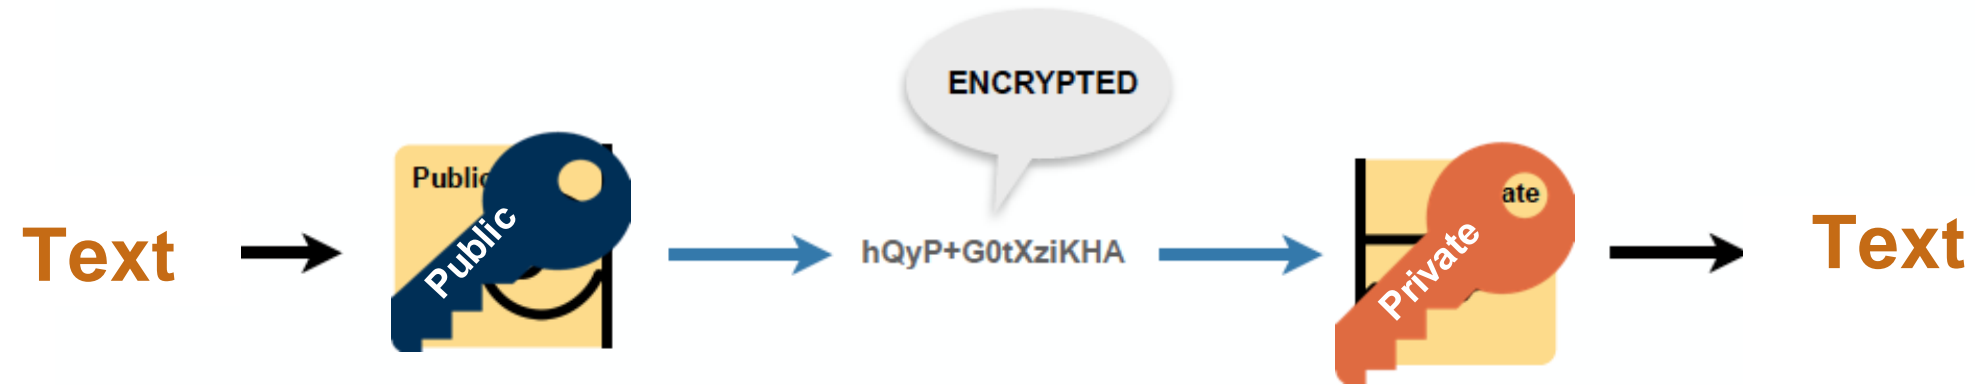 ENCRYPTED
Public
Public
Text
hQyP+G0tXziKHA
ate
Private
Text